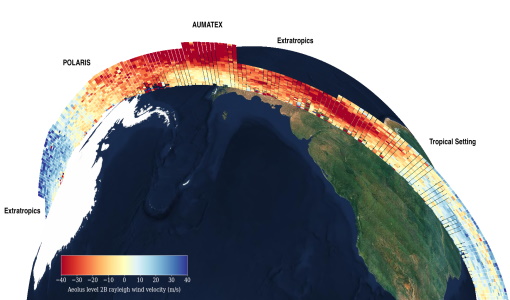 AUMATEX
Extratropics
POLARIS
Tropical Setting
Extratropics
−40 −30 −20 −10 0 10 20 30 40
Aeolus level 2B rayleigh wind velocity (m/s)